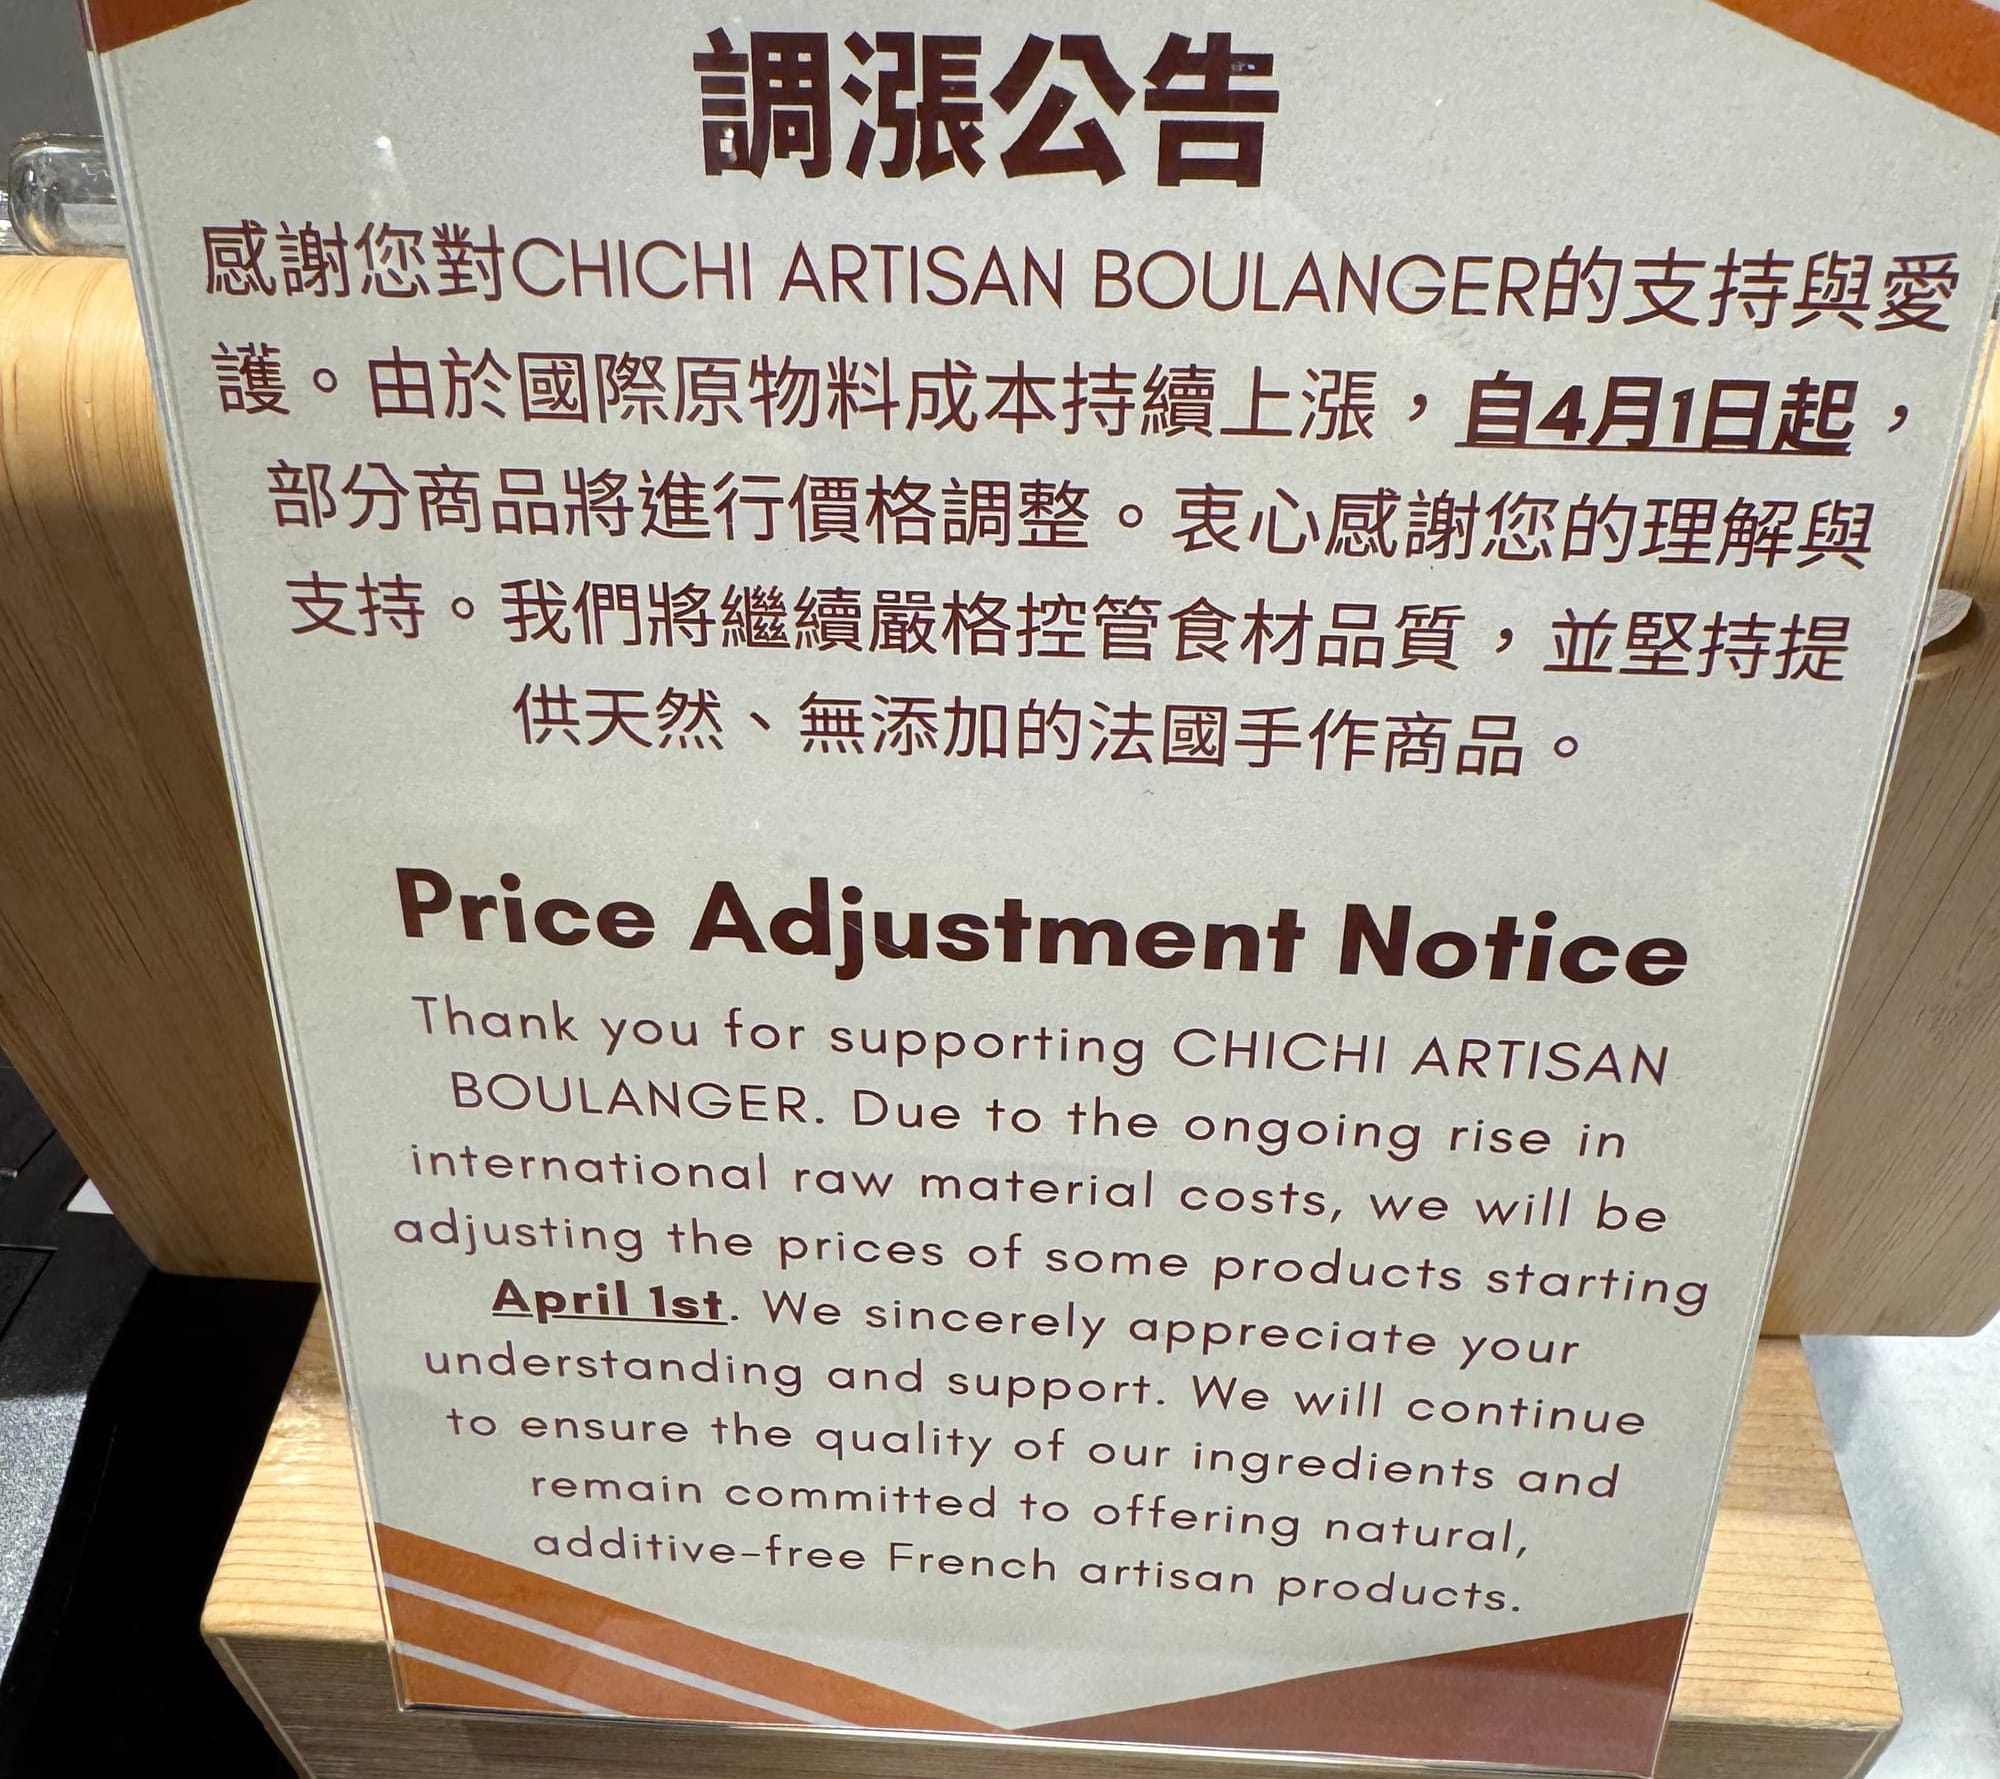 調漲公告
感謝您對CHICHI ARTISAN BOULANGER的支持與愛
護。由於國際原物料成本持續上漲，自4月1日起，
部分商品將進行價格調整。衷心感謝您的理解與
支持。我們將繼續嚴格控管食材品質，並堅持提
供天然、無添加的法國手作商品。
Price Adjustment Notice
Thank you for supporting CHICHI ARTISAN
BOULANGER. Due to the ongoing rise in
international raw material costs, we will be
adjusting the prices of some products starting
April 1st. We sincerely appreciate your
understanding and support. We will continue
to ensure the quality of our ingredients and
remain committed to offering natural,
additive-free French artisan products.